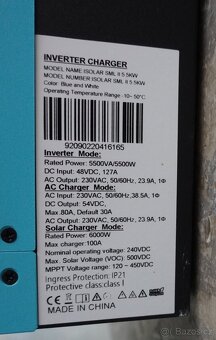 INVERTER CHARGER
MODEL NAME ISOLAR SML II 5.5KW
MODEL NUMBER ISOLAR SML II 5.5KW
Color: Blue and White
Operating Temperature Range: 10~ 50°C
92090220416165
Inverter Mode:
Rated Power: 5500VA/5500W
DC Input: 48VDC, 127A
AC Output: 230VAC, 50/60Hz, 23.9A, 1Φ
AC Charger Mode:
AC Input: 230VAC, 50/60Hz,38.5A, 1Φ
DC Output: 54VDC,
Max 80A, Default 30A
AC Output: 230VAC, 50/60Hz, 23.9A, 1Φ
Solar Charger Mode:
Rated Power: 6000W
Max charger: 100A
Nominal operating voltage: 240VDC
Max. Solar Voltage (VOC): 500VDC
MPPT Voltage range: 120 ~ 450VDC
Ingress Protection: IP21
Protective class:class I
MADE IN CHINA